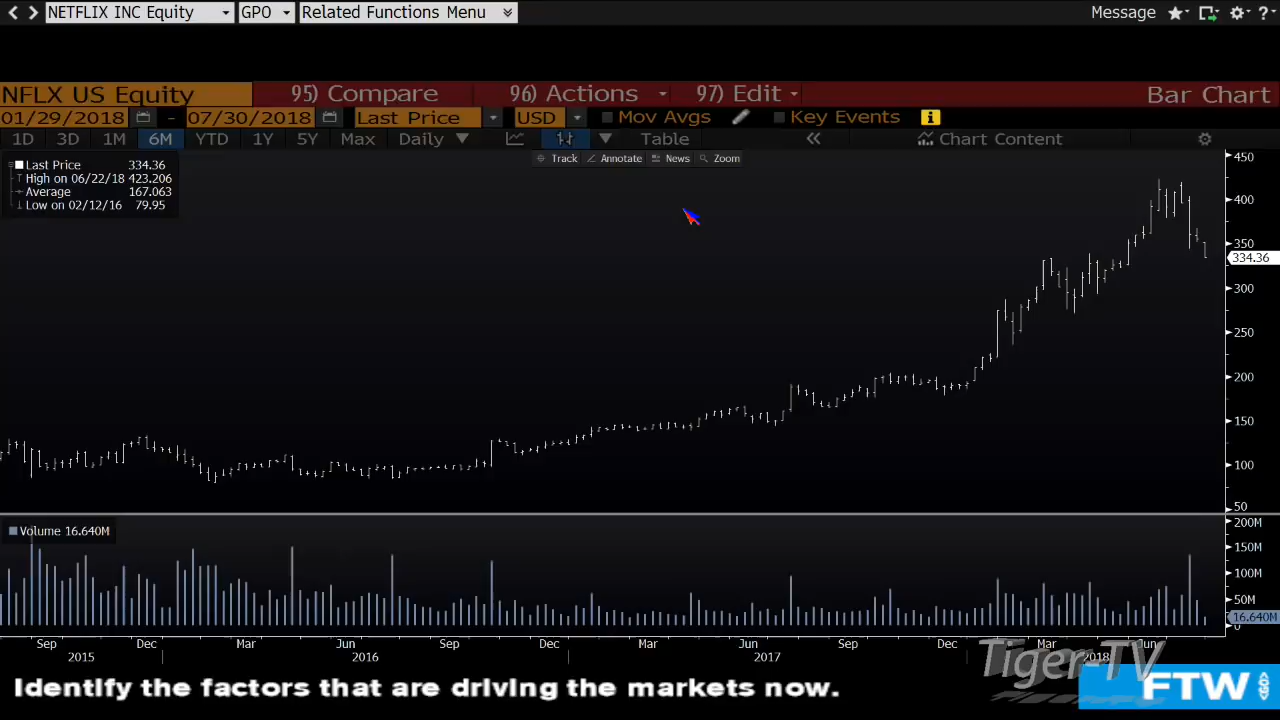 NETFLIX INC Equity GPO Related Functions Menu Message
NFLX US Equity 95) Compare 96) Actions 97) Edit Bar Chart
01/29/2018 - 07/30/2018 Last Price USD Mov Avgs Key Events
1D 3D 1M 6M YTD 1Y 5Y Max Daily Table Chart Content
Track Annotate News Zoom
Last Price 334.36
High on 06/22/18 423.206
Average 167.063
Low on 02/12/16 79.95
450
400
350
334.36
300
250
200
150
100
50
Volume 16.640M
200M
150M
100M
50M
16.640M
0
Sep Dec Mar Jun Sep Dec Mar Jun Sep Dec Mar Jun
2015 2016 2017 2018
Tiger-TV
Identify the factors that are driving the markets now.
FTW